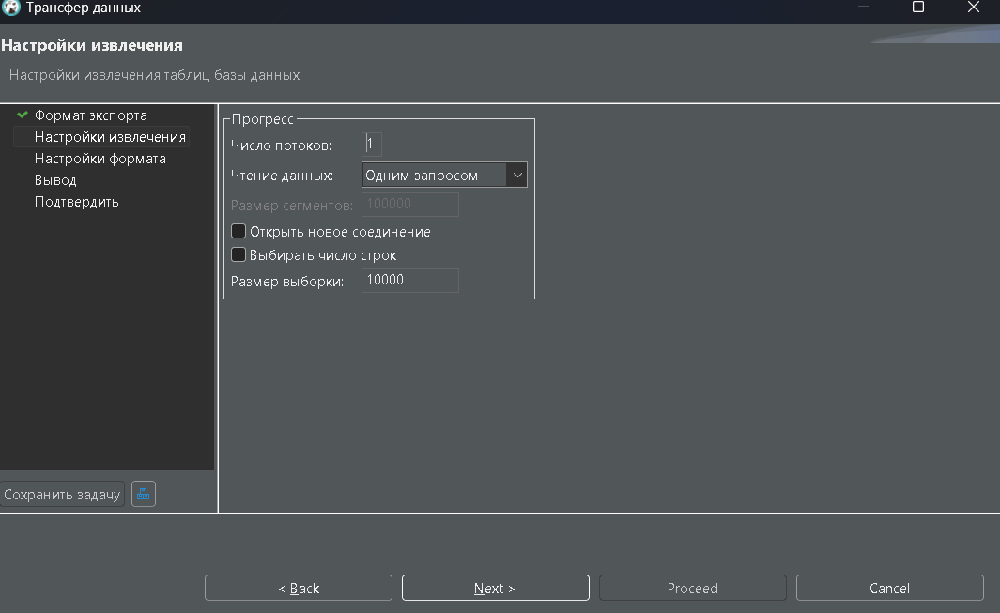 Трансфер данных
Настройки извлечения
Настройки извлечения таблиц базы данных
Формат экспорта
Настройки извлечения
Настройки формата
Вывод
Подтвердить
Прогресс
Число потоков: 1
Чтение данных: Одним запросом
Размер сегментов: 100000
Открыть новое соединение
Выбирать число строк
Размер выборки: 10000
Сохранить задачу
< Back Next > Proceed Cancel